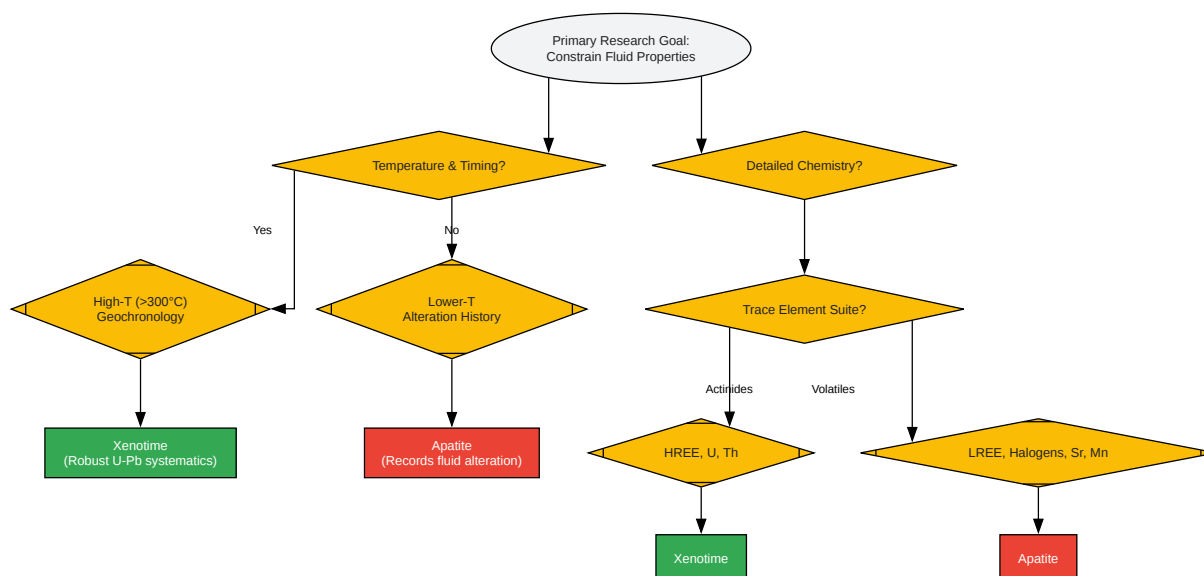 Primary Research Goal:
Constrain Fluid Properties
Temperature & Timing?
Detailed Chemistry?
Yes
No
High-T (>300°C)
Geochronology
Lower-T
Alteration History
Trace Element Suite?
Actinides
Volatiles
Xenotime
(Robust U-Pb systematics)
Apatite
(Records fluid alteration)
HREE, U, Th
LREE, Halogens, Sr, Mn
Xenotime
Apatite